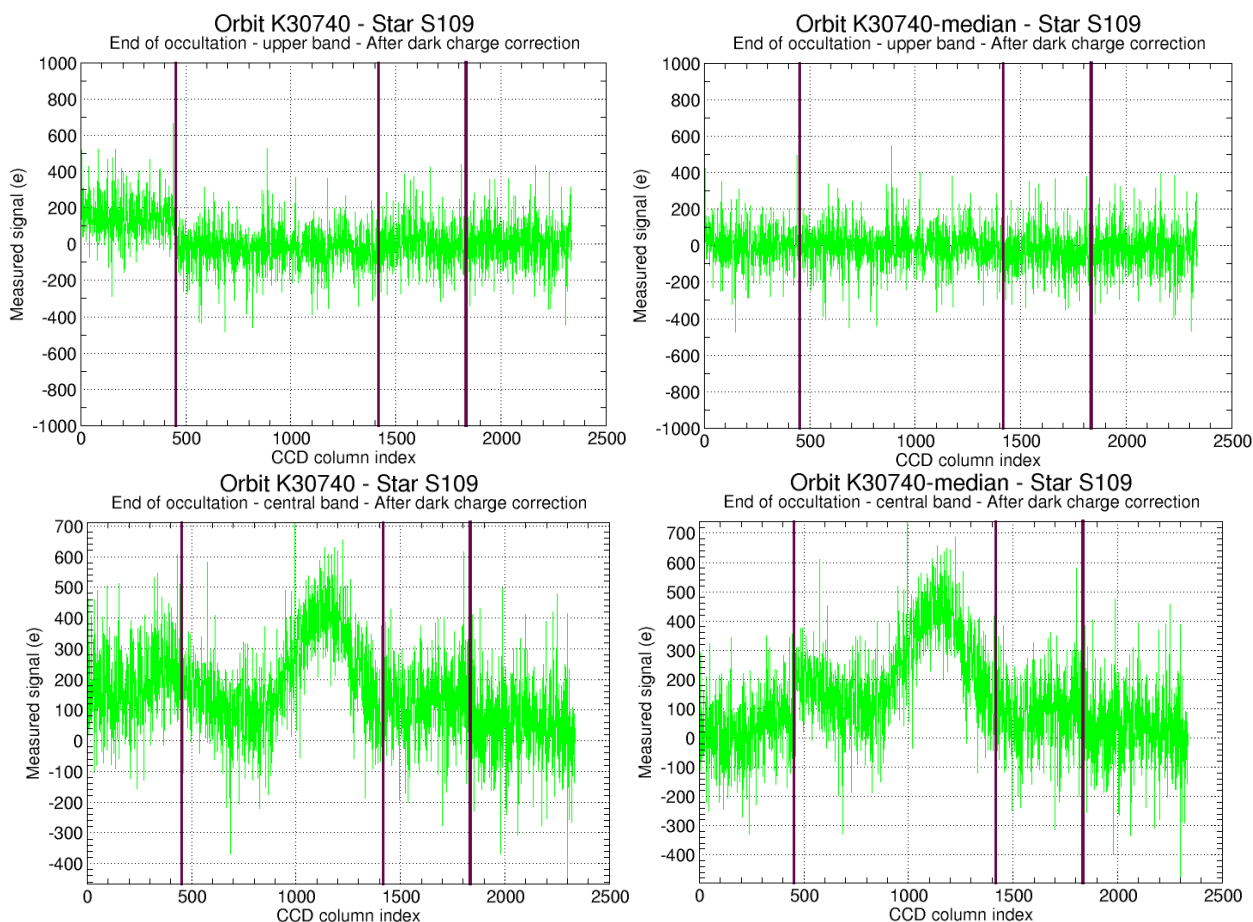 Orbit K30740 - Star S109
End of occultation - upper band - After dark charge correction
1000
800
600
400
200
0
-200
-400
-600
-800
-1000
Measured signal (e)
0 500 1000 1500 2000 2500
CCD column index
Orbit K30740-median - Star S109
End of occultation - upper band - After dark charge correction
1000
800
600
400
200
0
-200
-400
-600
-800
-1000
Measured signal (e)
0 500 1000 1500 2000 2500
CCD column index
Orbit K30740 - Star S109
End of occultation - central band - After dark charge correction
700
600
500
400
300
200
100
0
-100
-200
-300
-400
Measured signal (e)
0 500 1000 1500 2000 2500
CCD column index
Orbit K30740-median - Star S109
End of occultation - central band - After dark charge correction
700
600
500
400
300
200
100
0
-100
-200
-300
-400
Measured signal (e)
0 500 1000 1500 2000 2500
CCD column index